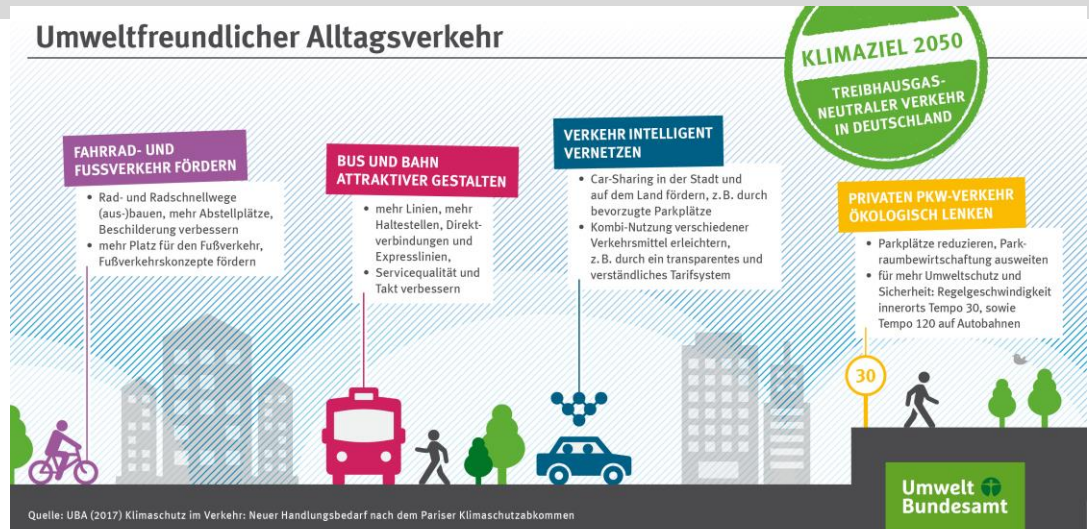 Umweltfreundlicher Alltagsverkehr
KLIMAZIEL 2050
TREIBHAUSGAS-
NEUTRALER VERKEHR
IN DEUTSCHLAND
FAHRRAD- UND
FUSSVERKEHR FÖRDERN
• Rad- und Radschnellwege
(aus-)bauen, mehr Abstellplätze,
Beschilderung verbessern
• mehr Platz für den Fußverkehr,
Fußverkehrskonzepte fördern
BUS UND BAHN
ATTRAKTIVER GESTALTEN
• mehr Linien, mehr
Haltestellen, Direkt-
verbindungen und
Expresslinien,
• Servicequalität und
Takt verbessern
VERKEHR INTELLIGENT
VERNETZEN
• Car-Sharing in der Stadt und
auf dem Land fördern, z.B. durch
bevorzugte Parkplätze
• Kombi-Nutzung verschiedener
Verkehrsmittel erleichtern,
z.B. durch ein transparentes und
verständliches Tarifsystem
PRIVATEN PKW-VERKEHR
ÖKOLOGISCH LENKEN
• Parkplätze reduzieren, Park-
raumbewirtschaftung ausweiten
• für mehr Umweltschutz und
Sicherheit: Regelgeschwindigkeit
innerorts Tempo 30, sowie
Tempo 120 auf Autobahnen
30
Umwelt
Bundesamt
Quelle: UBA (2017) Klimaschutz im Verkehr: Neuer Handlungsbedarf nach dem Pariser Klimaschutzabkommen